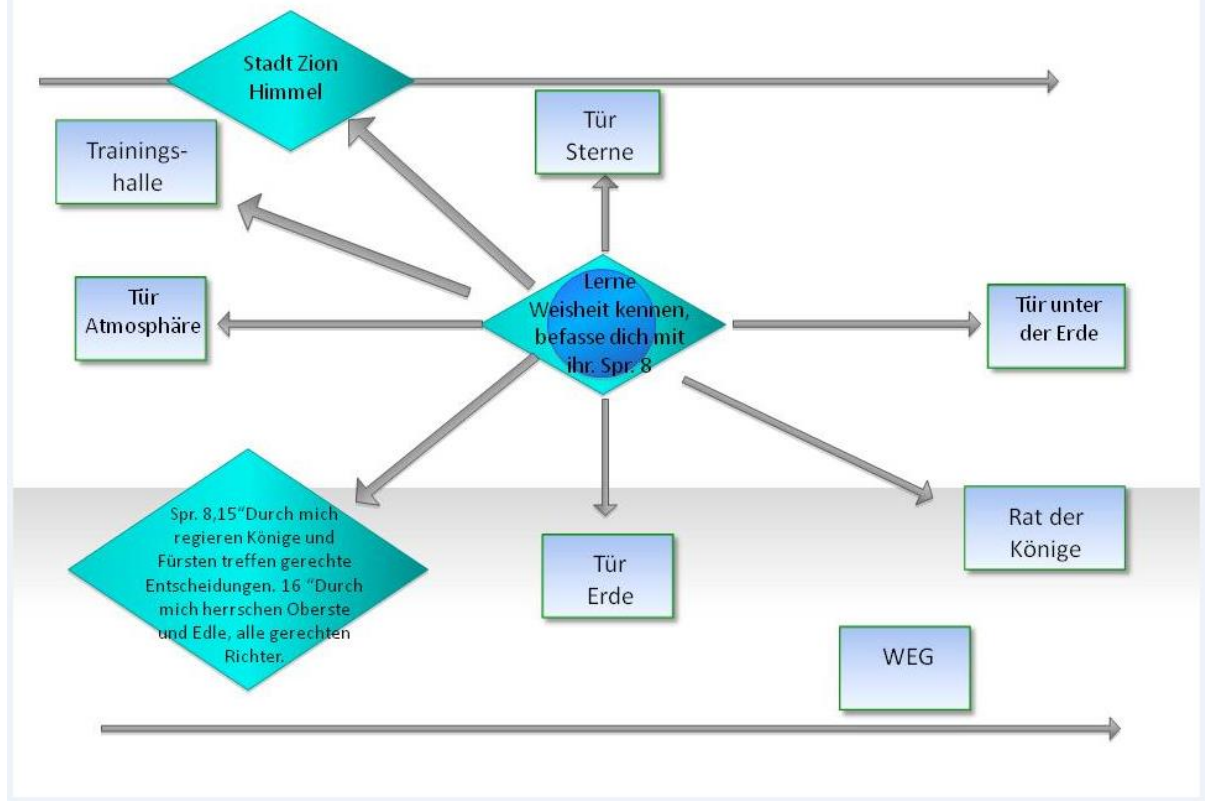 Stadt Zion
Himmel
Tür
Sterne
Trainings-
halle
Lerne
Weisheit kennen,
befasse dich mit
ihr. Spr. 8
Tür
Atmosphäre
Tür unter
der Erde
Spr. 8,15“Durch mich
regieren Könige und
Fürsten treffen gerechte
Entscheidungen. 16 “Durch
mich herrschen Oberste
und Edle, alle gerechten
Richter.
Tür
Erde
Rat der
Könige
WEG